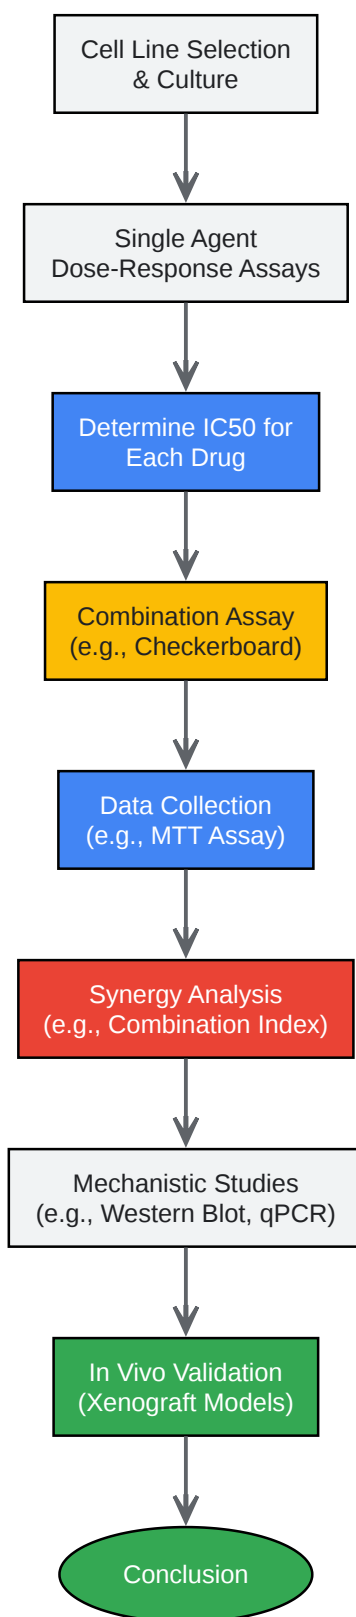 Cell Line Selection
& Culture
Single Agent
Dose-Response Assays
Determine IC50 for
Each Drug
Combination Assay
(e.g., Checkerboard)
Data Collection
(e.g., MTT Assay)
Synergy Analysis
(e.g., Combination Index)
Mechanistic Studies
(e.g., Western Blot, qPCR)
In Vivo Validation
(Xenograft Models)
Conclusion